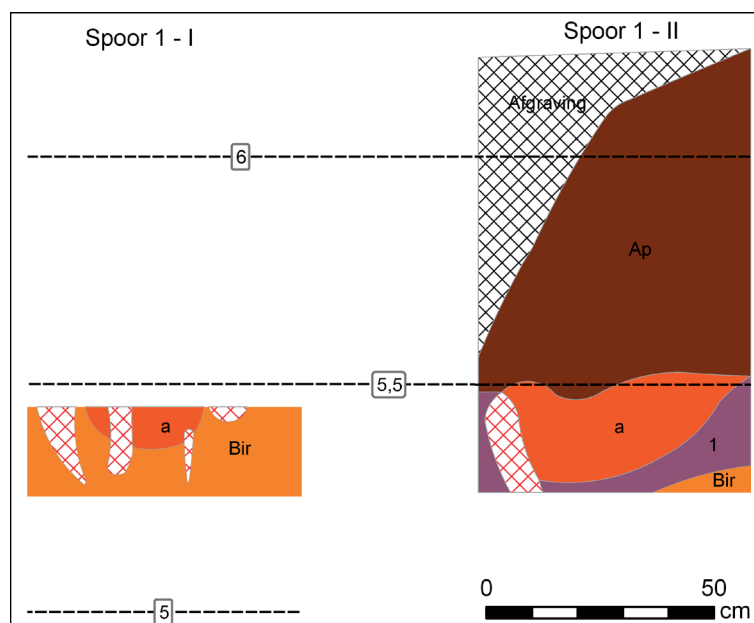 Spoor 1 - I
Spoor 1 - II
Afgraving
6
Ap
5,5
a
Bir
a
1
Bir
5
0 50
cm